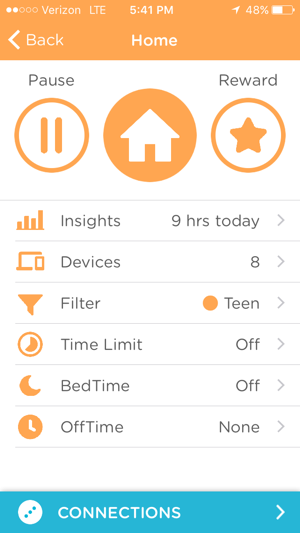 Verizon LTE 5:41 PM 48%
Back Home
Pause Reward
Insights 9 hrs today
Devices 8
Filter Teen
Time Limit Off
BedTime Off
OffTime None
CONNECTIONS